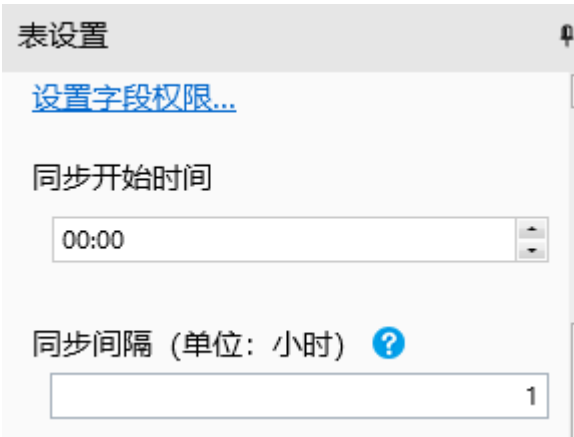 表设置
设置字段权限...
同步开始时间
00:00
同步间隔（单位：小时） ?
1